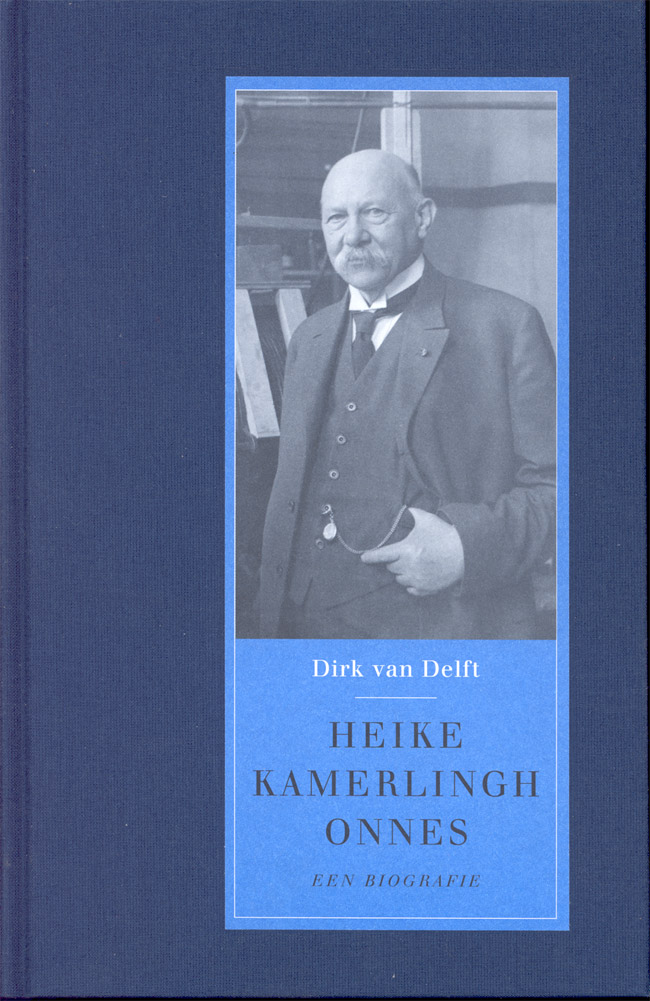 Dirk van Delft
HEIKE
KAMERLINGH
ONNES
EEN BIOGRAFIE